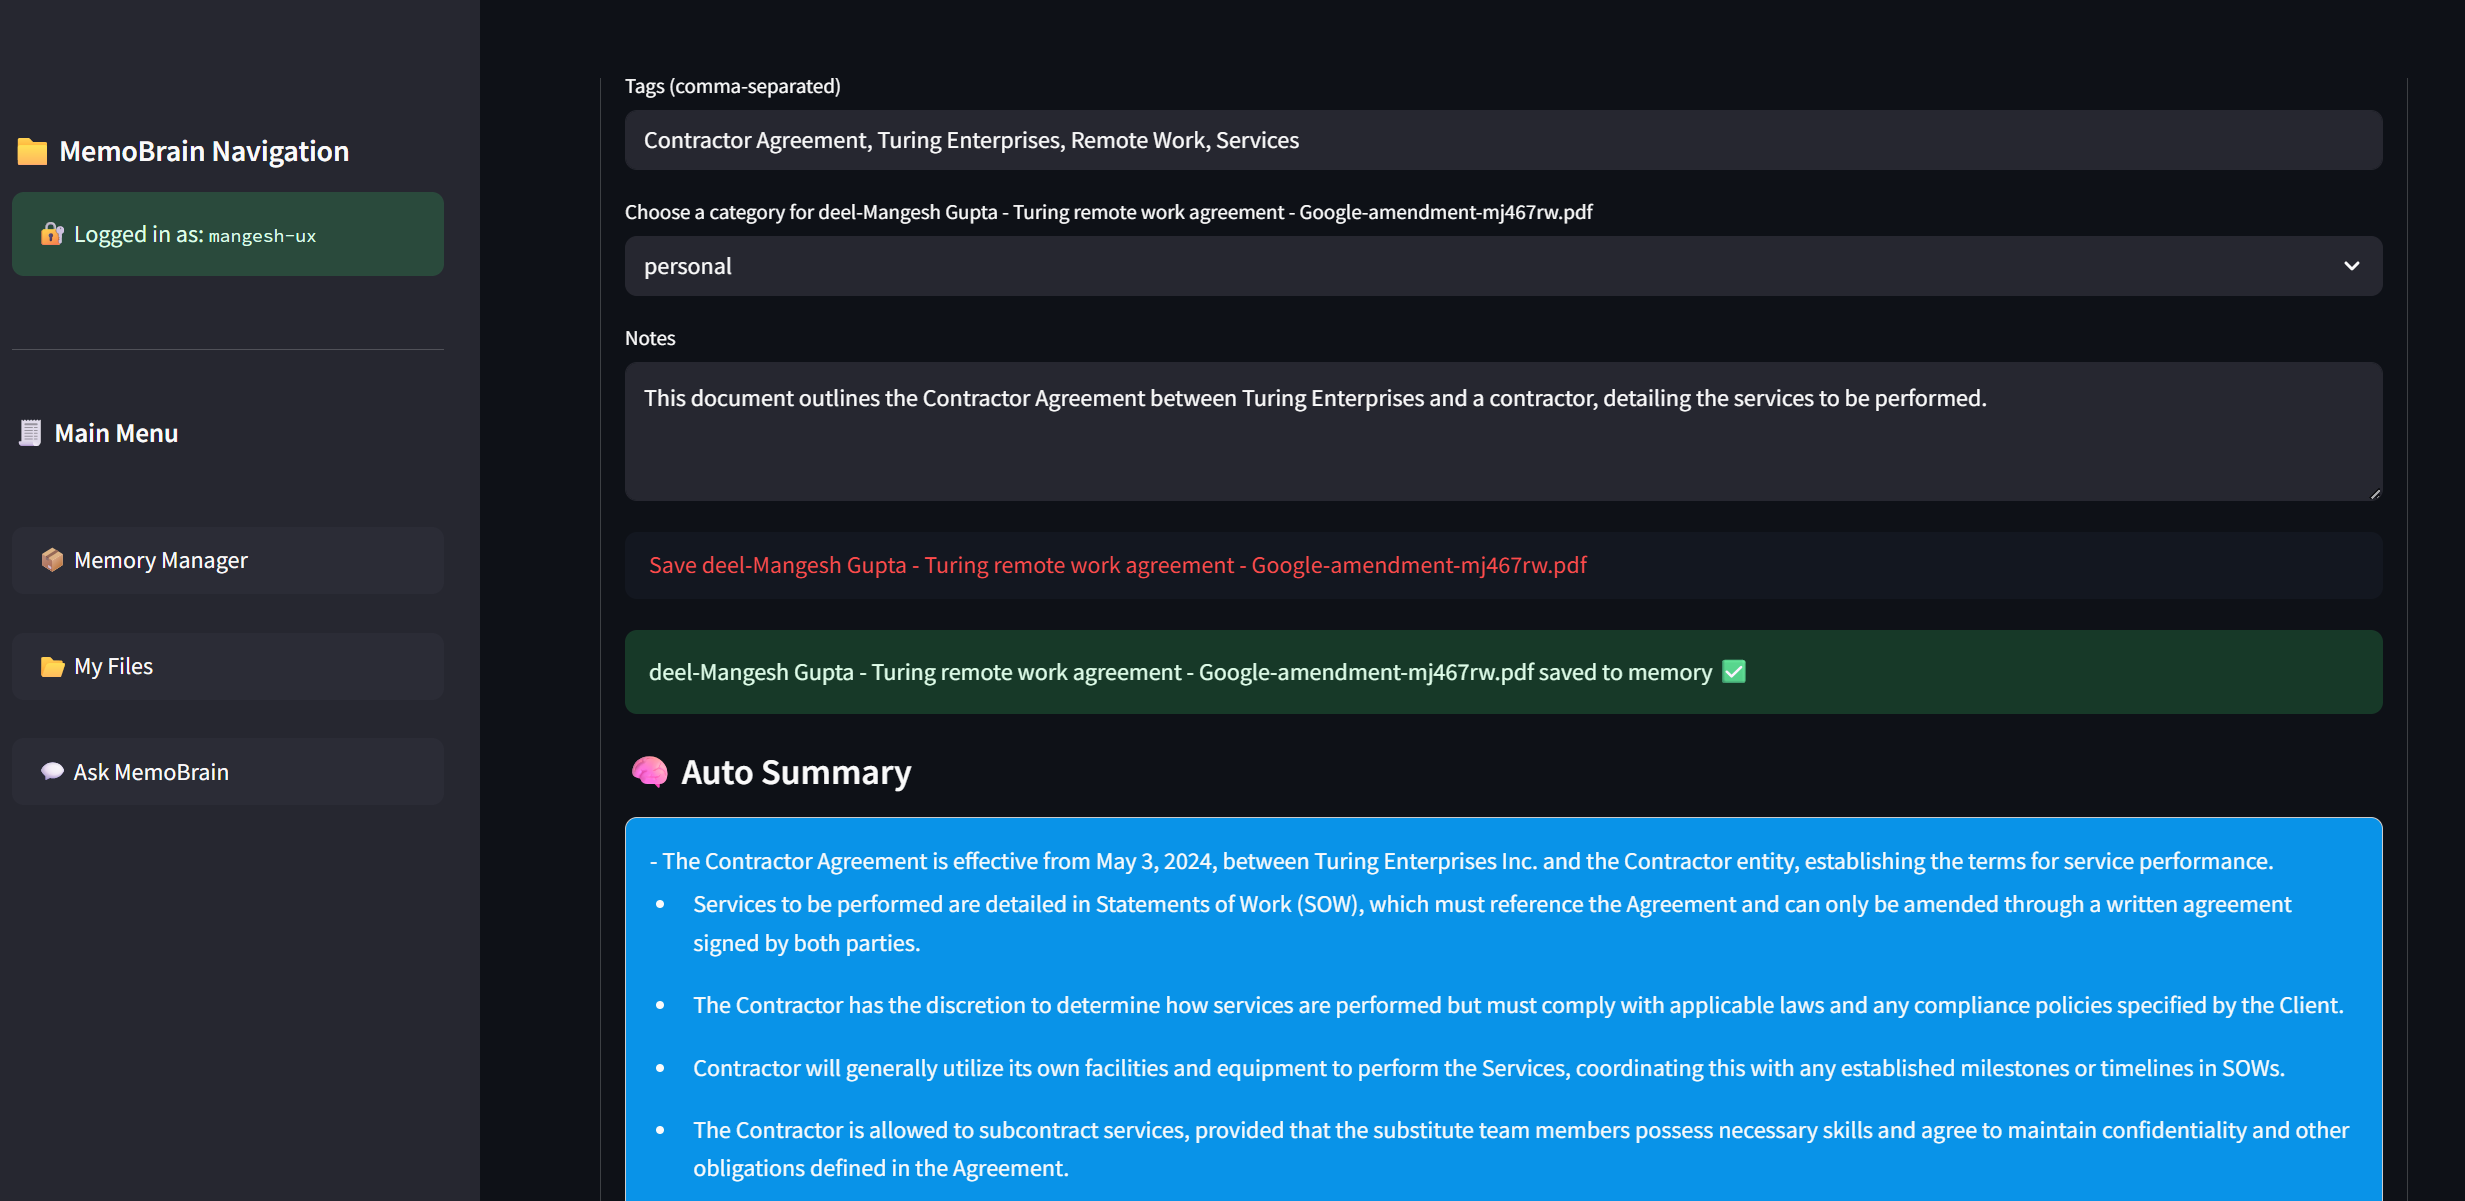 MemoBrain Navigation
Logged in as: mangesh-ux
Main Menu
Memory Manager
My Files
Ask MemoBrain
Tags (comma-separated)
Contractor Agreement, Turing Enterprises, Remote Work, Services
Choose a category for deel-Mangesh Gupta - Turing remote work agreement - Google-amendment-mj467rw.pdf
personal
Notes
This document outlines the Contractor Agreement between Turing Enterprises and a contractor, detailing the services to be performed.
Save deel-Mangesh Gupta - Turing remote work agreement - Google-amendment-mj467rw.pdf
deel-Mangesh Gupta - Turing remote work agreement - Google-amendment-mj467rw.pdf saved to memory ✅
Auto Summary
- The Contractor Agreement is effective from May 3, 2024, between Turing Enterprises Inc. and the Contractor entity, establishing the terms for service performance.
• Services to be performed are detailed in Statements of Work (SOW), which must reference the Agreement and can only be amended through a written agreement
signed by both parties.
• The Contractor has the discretion to determine how services are performed but must comply with applicable laws and any compliance policies specified by the Client.
• Contractor will generally utilize its own facilities and equipment to perform the Services, coordinating this with any established milestones or timelines in SOWs.
• The Contractor is allowed to subcontract services, provided that the substitute team members possess necessary skills and agree to maintain confidentiality and other
obligations defined in the Agreement.